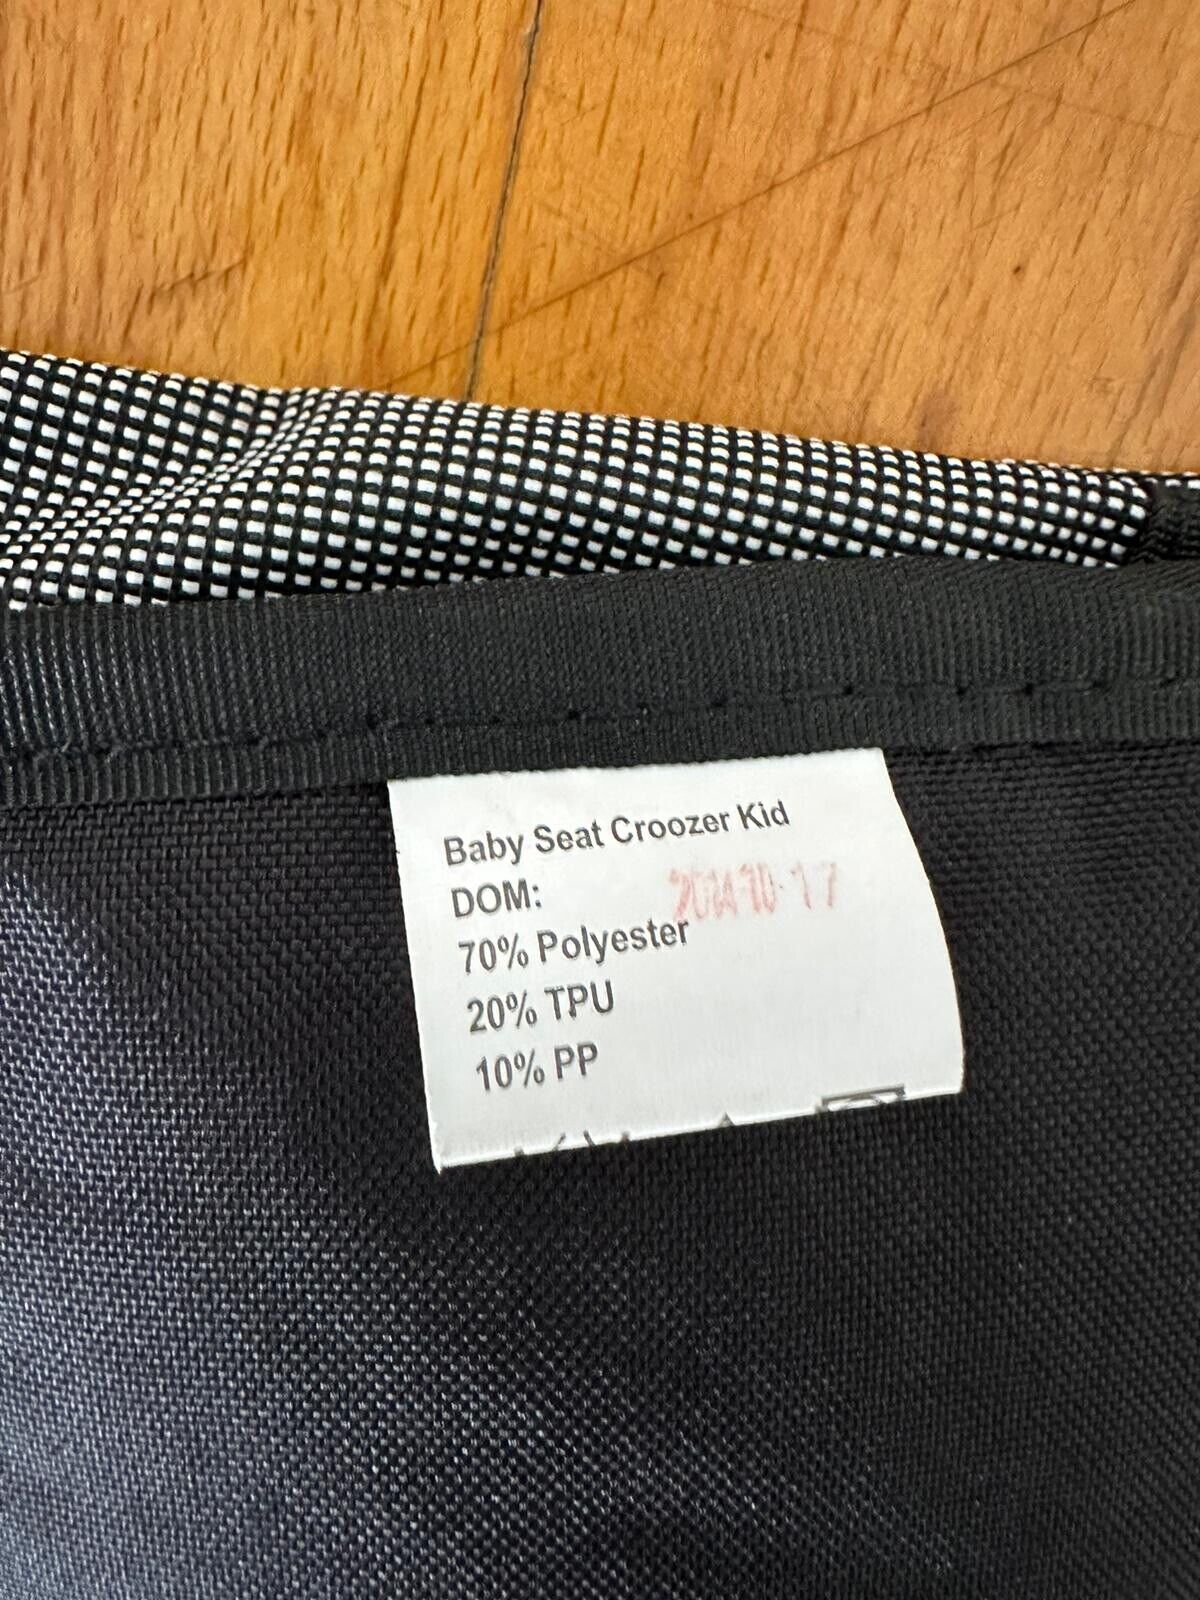 Baby Seat Croozer Kid
DOM: 2014 10 17
70% Polyester
20% TPU
10% PP